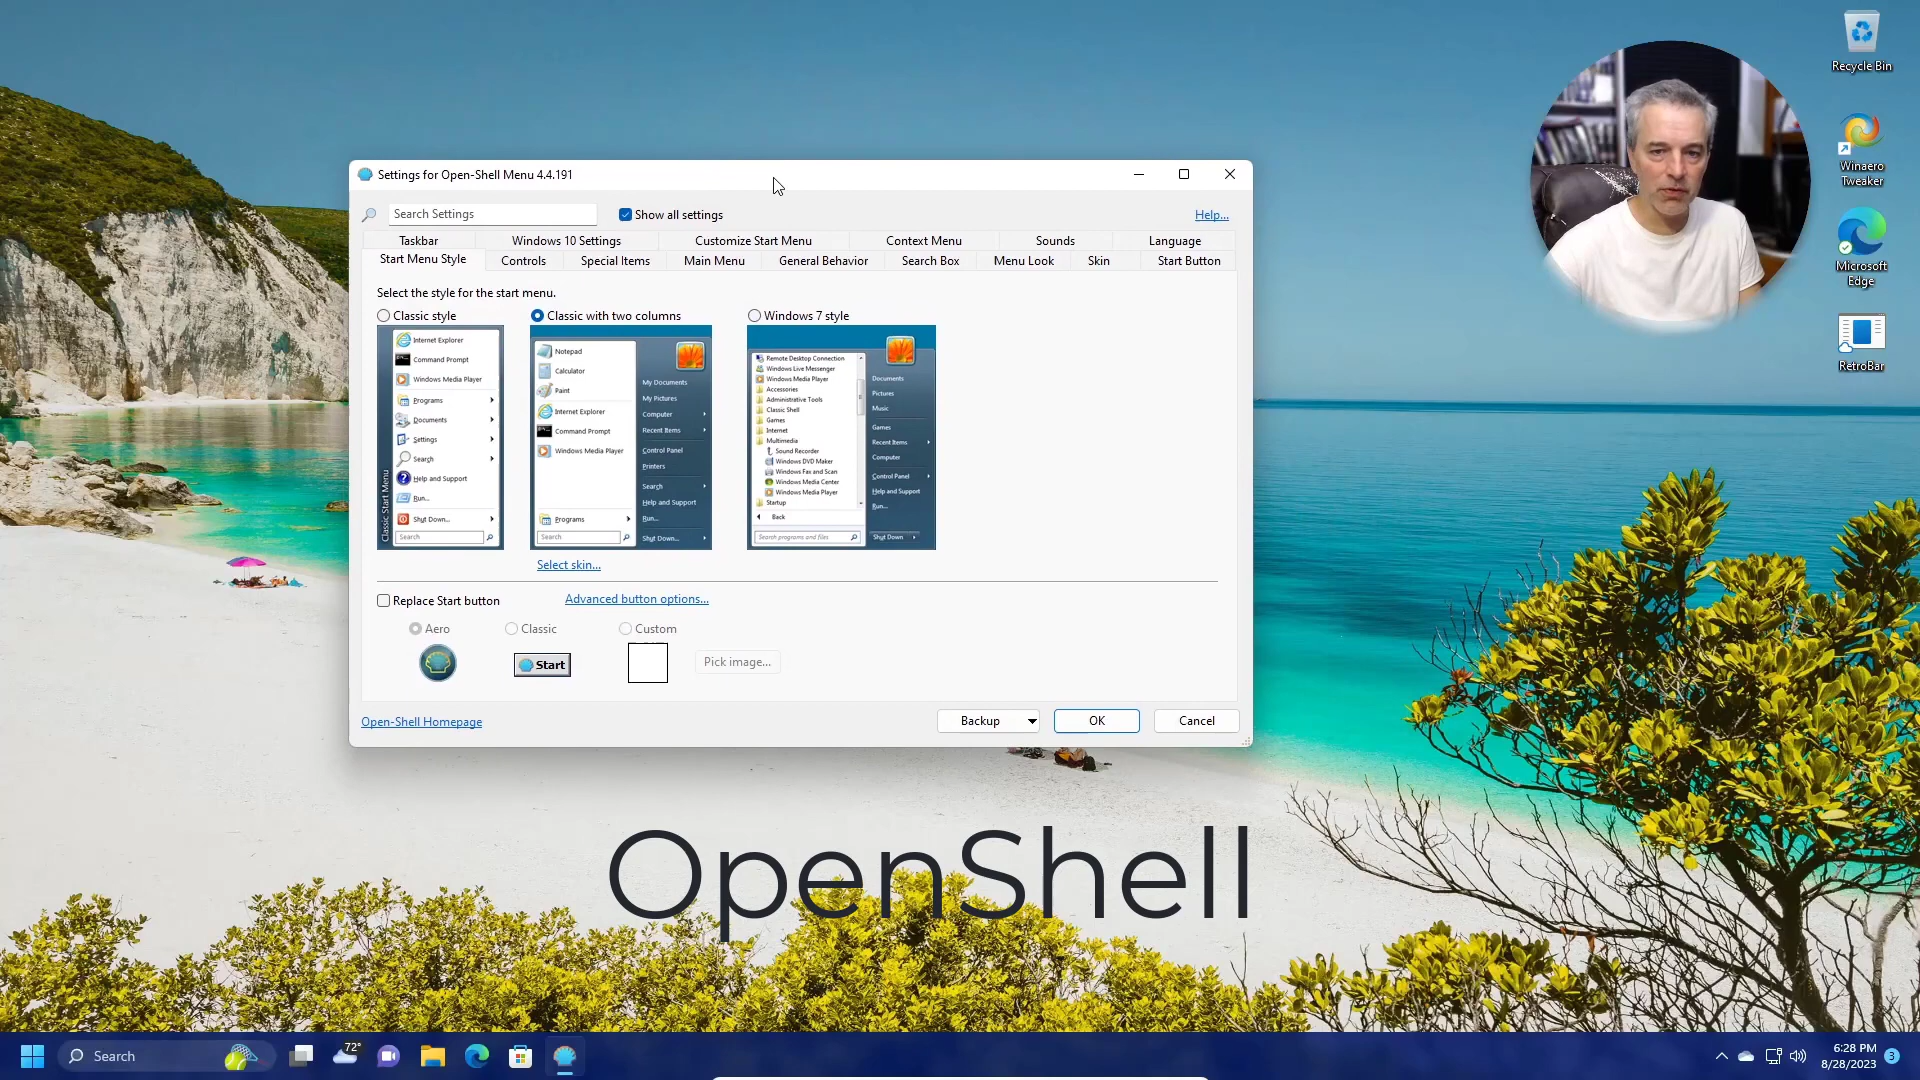 Recycle Bin
Winaero
Tweaker
Microsoft
Edge
RetroBar
Settings for Open-Shell Menu 4.4.191
Search Settings
Show all settings
Help...
Taskbar
Windows 10 Settings
Customize Start Menu
Context Menu
Sounds
Language
Start Menu Style
Controls
Special Items
Main Menu
General Behavior
Search Box
Menu Look
Skin
Start Button
Select the style for the start menu.
Classic style
Classic with two columns
Windows 7 style
Internet Explorer
Command Prompt
Windows Media Player
Programs
Documents
Settings
Search
Help and Support
Run...
Shut Down...
Search
Classic Start Menu
Notepad
Calculator
Paint
Internet Explorer
Command Prompt
Windows Media Player
Programs
Search
My Documents
My Pictures
Computer
Recent Items
Control Panel
Printers
Search
Help and Support
Run...
Shut Down...
Remote Desktop Connection
Windows Live Messenger
Windows Media Player
Accessories
Administrative Tools
Classic Shell
Games
Internet
Multimedia
Sound Recorder
Windows DVD Maker
Windows Fax and Scan
Windows Media Center
Windows Media Player
Startup
Back
Search programs and files
Documents
Pictures
Music
Games
Recent Items
Computer
Control Panel
Help and Support
Run...
Shut Down
Select skin...
Replace Start button
Advanced button options...
Aero
Classic
Custom
Start
Pick image...
Open-Shell Homepage
Backup
OK
Cancel
OpenShell
Search
72°
6:28 PM
8/28/2023
3